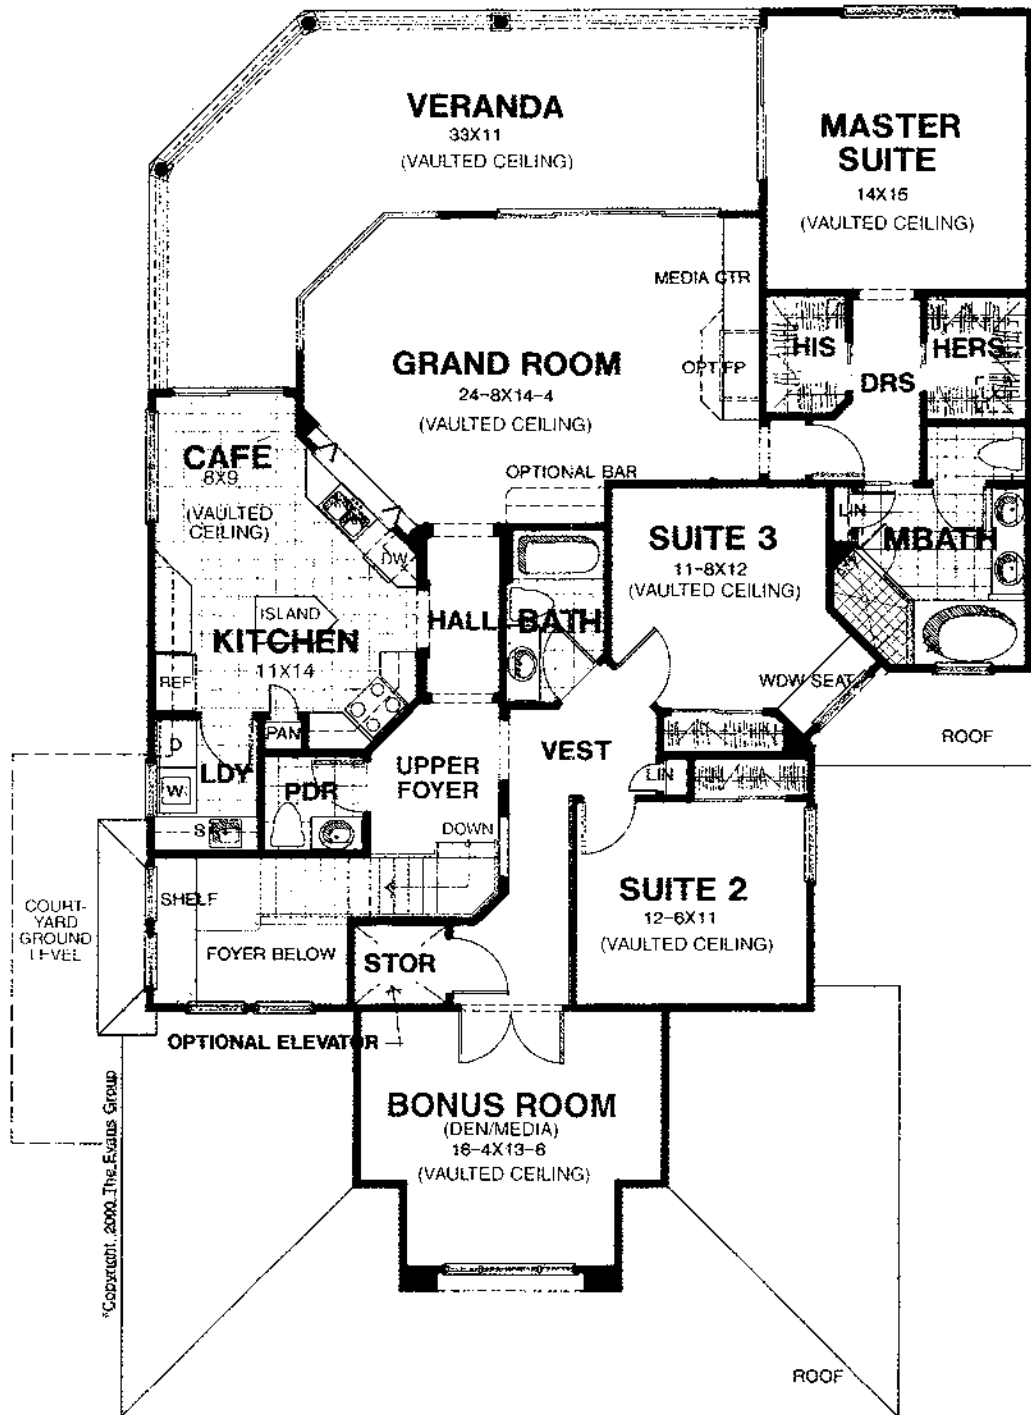 VERANDA
33X11
(VAULTED CEILING)
MASTER
SUITE
14X15
(VAULTED CEILING)
MEDIA CTR
GRAND ROOM
24-8X14-4
(VAULTED CEILING)
OPT FP
HIS
HERS
DRS
CAFE
8X9
(VAULTED
CEILING)
OPTIONAL BAR
DW
SUITE 3
11-8X12
(VAULTED CEILING)
LIN
MBATH
ISLAND
KITCHEN
11X14
HALL
BATH
REF
WDW SEAT
PAN
D
LDY
W
S
PDR
UPPER
FOYER
VEST
LIN
ROOF
DOWN
SUITE 2
12-6X11
(VAULTED CEILING)
COURT-
YARD
GROUND
LEVEL
SHELF
FOYER BELOW
STOR
OPTIONAL ELEVATOR
BONUS ROOM
(DEN/MEDIA)
16-4X13-6
(VAULTED CEILING)
*Copyright, 2000, The Evans Group
ROOF